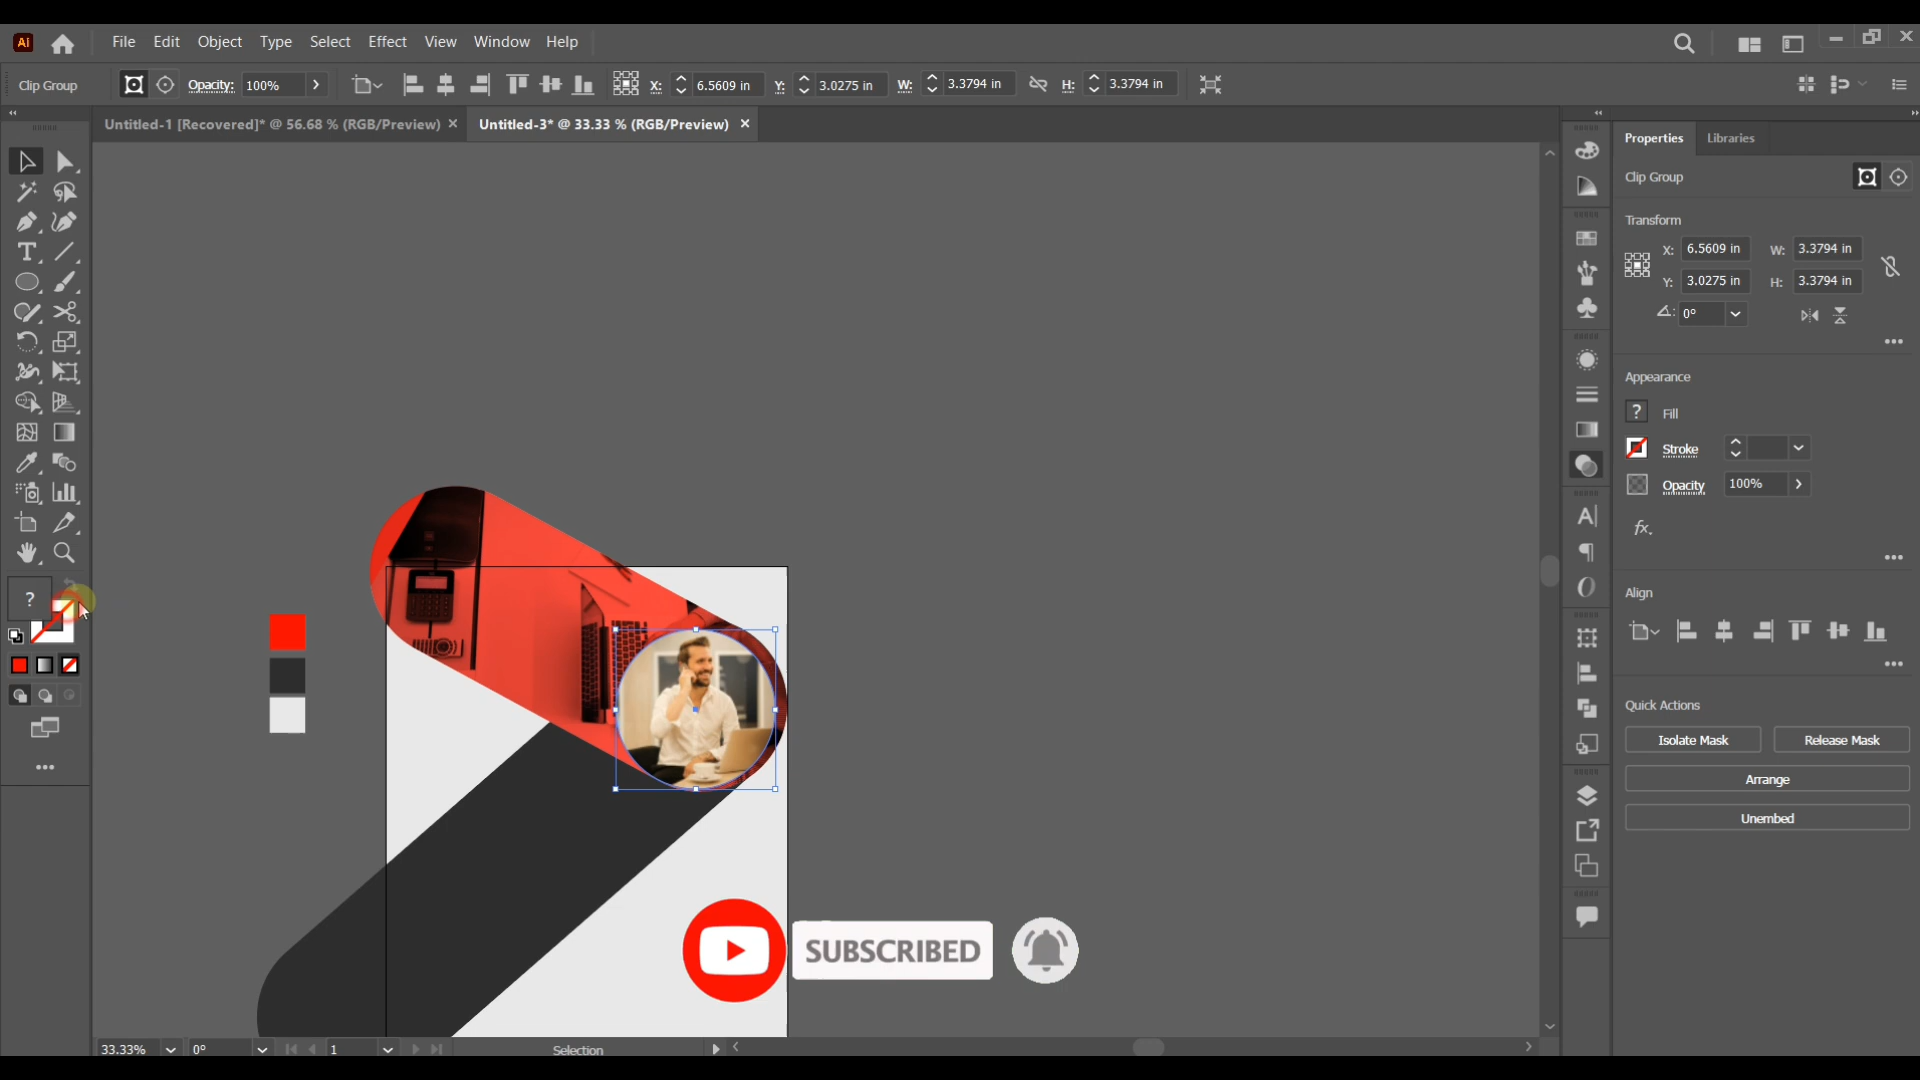 Ai File Edit Object Type Select Effect View Window Help
Clip Group Opacity: 100% X: 6.5609 in Y: 3.0275 in W: 3.3794 in H: 3.3794 in
Untitled-1 [Recovered]* @ 56.68 % (RGB/Preview) Untitled-3* @ 33.33 % (RGB/Preview)
Properties Libraries
Clip Group
Transform
X: 6.5609 in W: 3.3794 in
Y: 3.0275 in H: 3.3794 in
0°
Appearance
? Fill
Stroke
Opacity 100%
fx.
Align
?
Quick Actions
Isolate Mask Release Mask
Arrange
Unembed
SUBSCRIBED
33.33% 0° 1 Selection